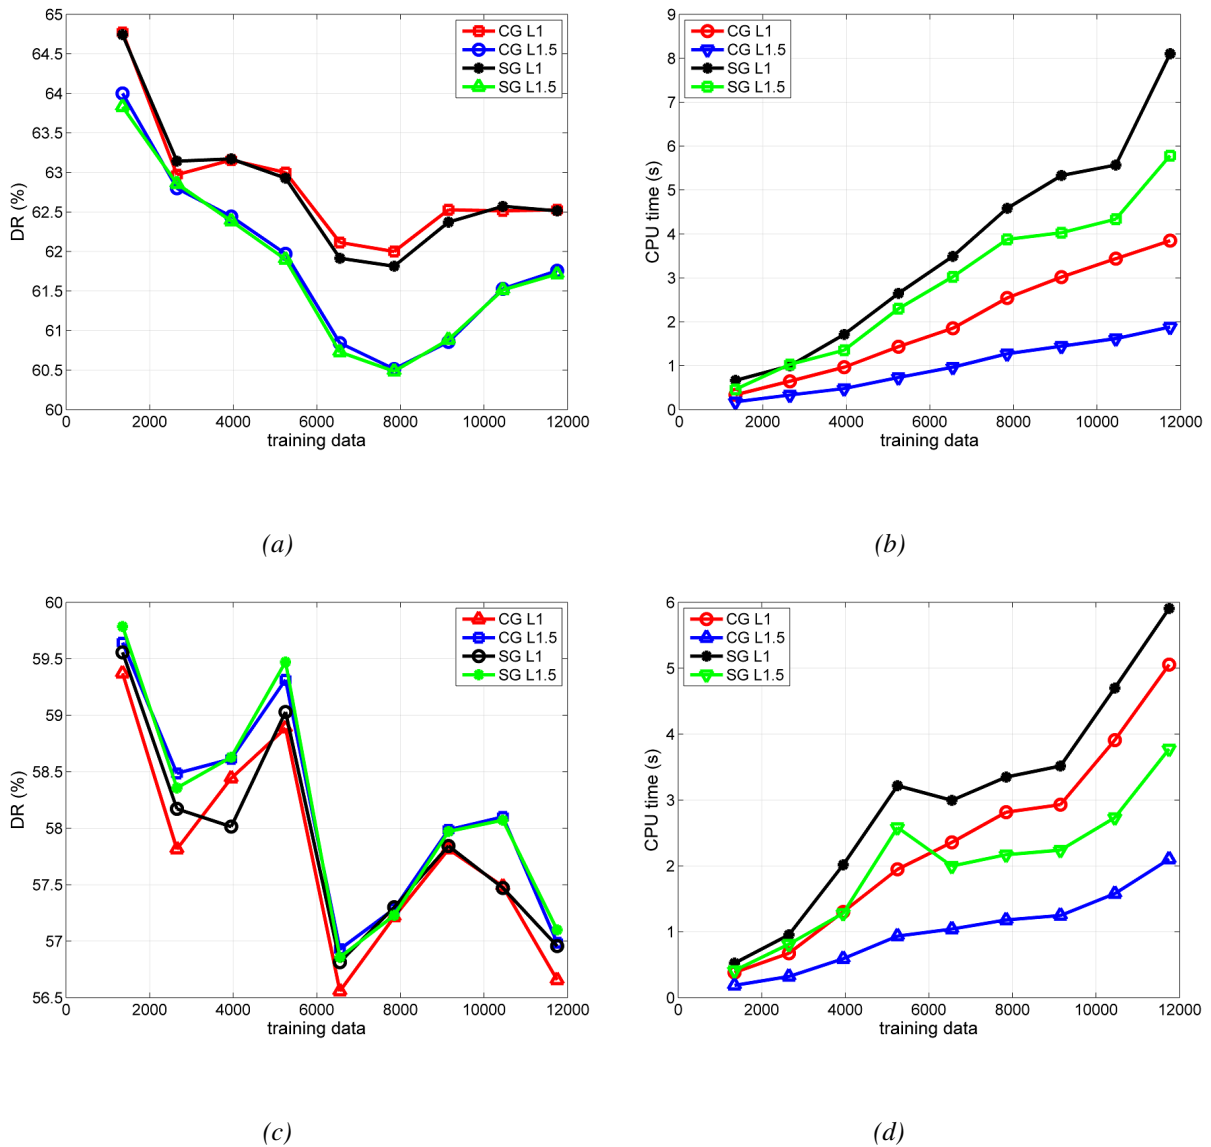 65
64.5
64
63.5
63
62.5
62
61.5
61
60.5
60
DR (%)
0 2000 4000 6000 8000 10000 12000
training data
CG L1
CG L1.5
SG L1
SG L1.5
(a)
9
8
7
6
5
4
3
2
1
0
CPU time (s)
0 2000 4000 6000 8000 10000 12000
training data
CG L1
CG L1.5
SG L1
SG L1.5
(b)
60
59.5
59
58.5
58
57.5
57
56.5
DR (%)
0 2000 4000 6000 8000 10000 12000
training data
CG L1
CG L1.5
SG L1
SG L1.5
(c)
6
5
4
3
2
1
0
CPU time (s)
0 2000 4000 6000 8000 10000 12000
training data
CG L1
CG L1.5
SG L1
SG L1.5
(d)